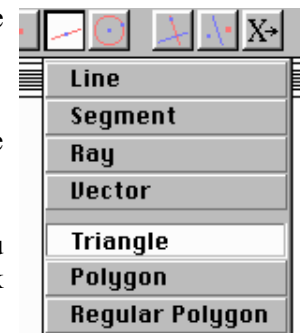 X→
Line
Segment
Ray
Vector
Triangle
Polygon
Regular Polygon